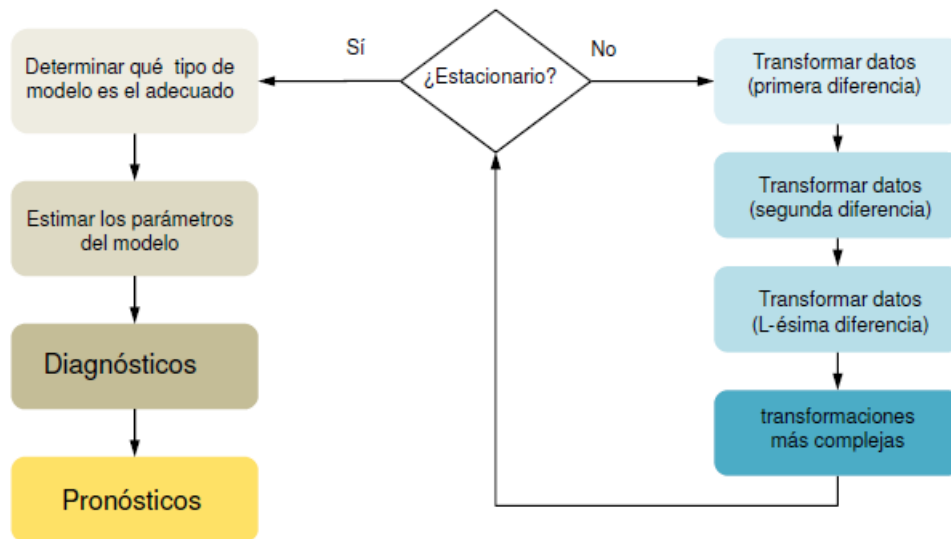 ¿Estacionario?
Sí
No
Determinar qué tipo de
modelo es el adecuado
Estimar los parámetros
del modelo
Diagnósticos
Pronósticos
Transformar datos
(primera diferencia)
Transformar datos
(segunda diferencia)
Transformar datos
(L-ésima diferencia)
transformaciones
más complejas